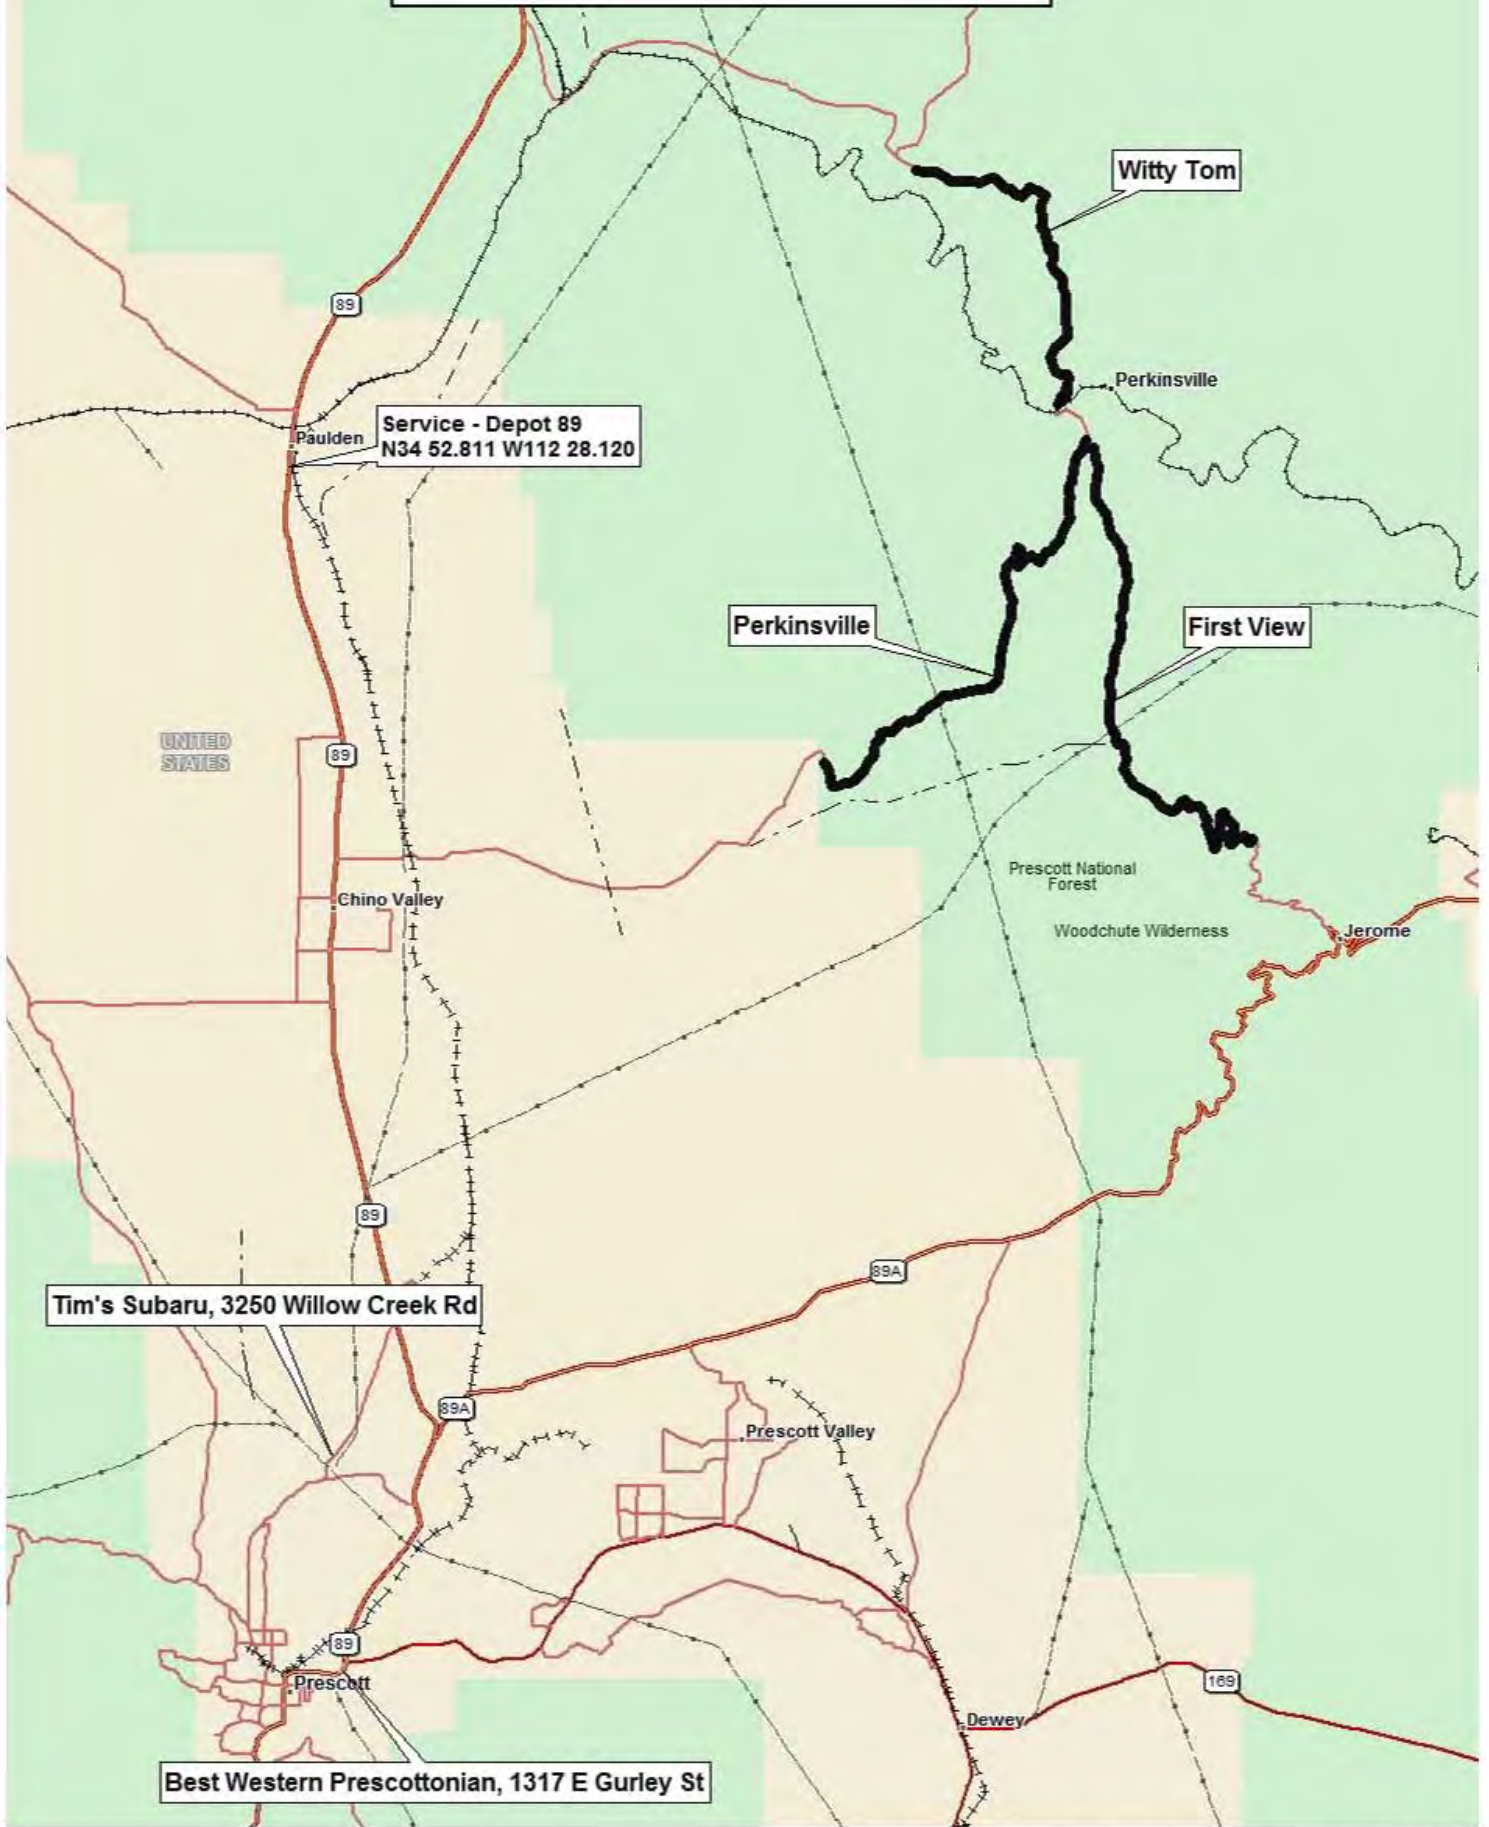 Witty Tom
89
Perkinsville
Service - Depot 89
N34 52.811 W112 28.120
Paulden
Perkinsville
First View
UNITED
STATES
89
Prescott National
Forest
Chino Valley
Woodchute Wilderness
Jerome
89
89A
Tim's Subaru, 3250 Willow Creek Rd
89A
Prescott Valley
89
Prescott
169
Dewey
Best Western Prescottonian, 1317 E Gurley St